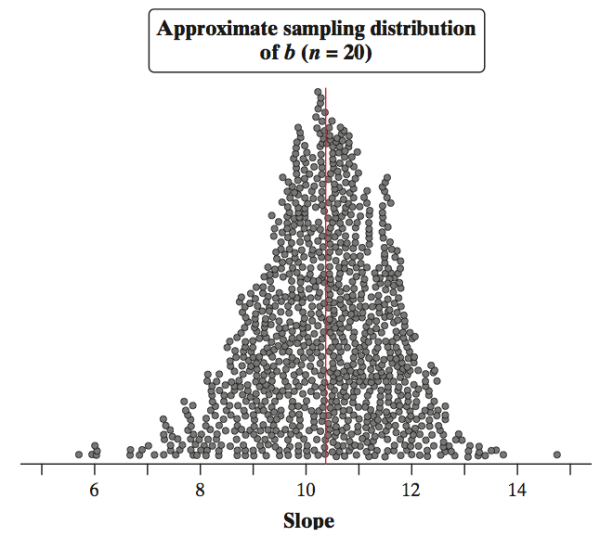 Approximate sampling distribution
of b (n = 20)
6 8 10 12 14
Slope